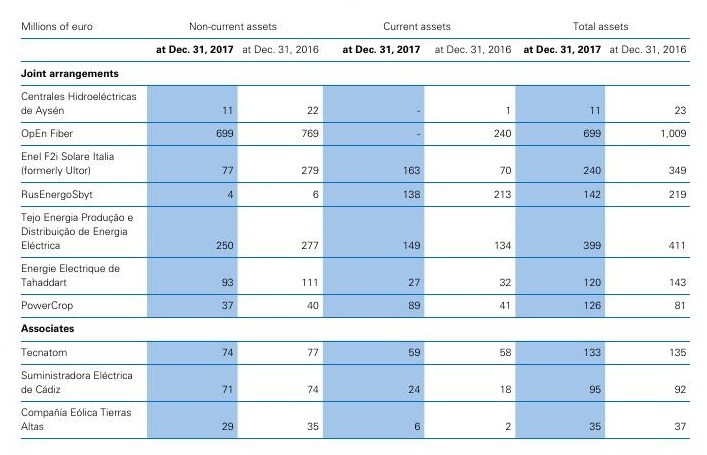 Millions of euro Non-current assets Current assets Total assets
at Dec. 31, 2017 at Dec. 31, 2016 at Dec. 31, 2017 at Dec. 31, 2016 at Dec. 31, 2017 at Dec. 31, 2016
Joint arrangements
Centrales Hidroeléctricas
de Aysén 11 22 - 1 11 23
OpEn Fiber 699 769 - 240 699 1,009
Enel F2i Solare Italia
(formerly Ultor) 77 279 163 70 240 349
RusEnergoSbyt 4 6 138 213 142 219
Tejo Energia Produção e
Distribuição de Energia
Eléctrica 250 277 149 134 399 411
Energie Electrique de
Tahaddart 93 111 27 32 120 143
PowerCrop 37 40 89 41 126 81
Associates
Tecnatom 74 77 59 58 133 135
Suministradora Eléctrica
de Cádiz 71 74 24 18 95 92
Compañía Eólica Tierras
Altas 29 35 6 2 35 37